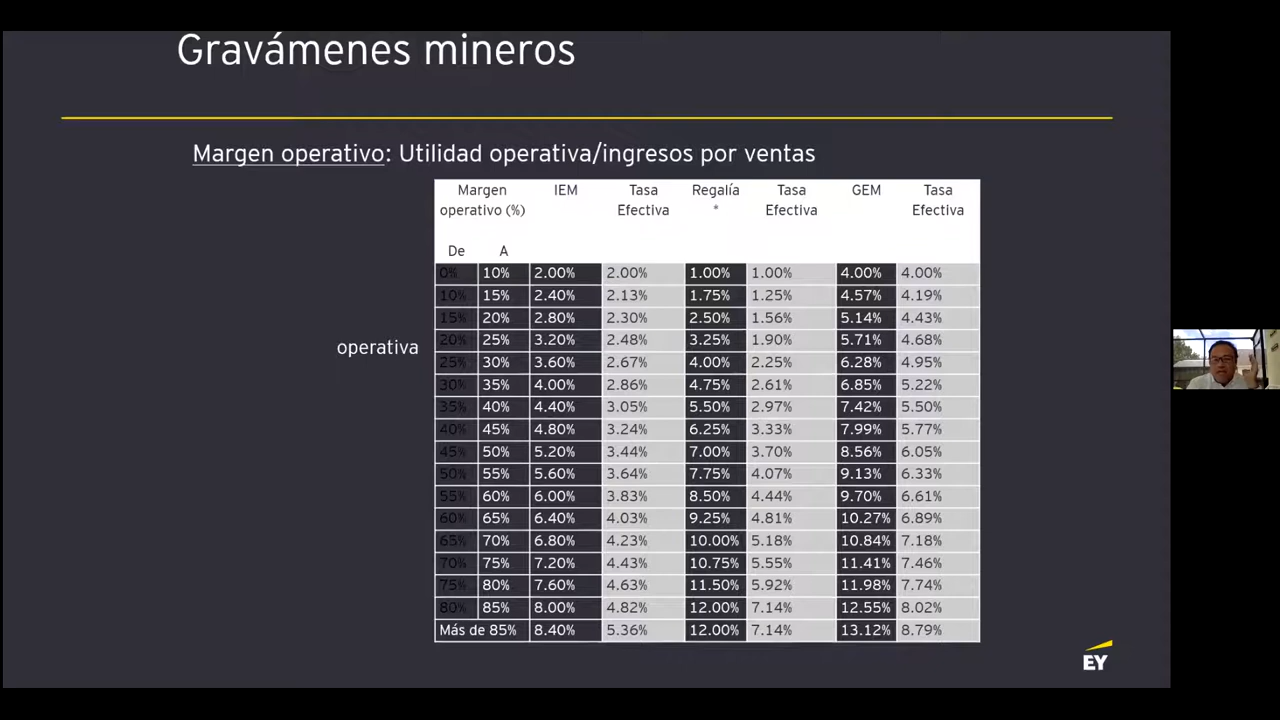 Gravámenes mineros
Margen operativo: Utilidad operativa/ingresos por ventas
Margen operativo (%) IEM Tasa Efectiva Regalía * Tasa Efectiva GEM Tasa Efectiva
De A
0% 10% 2.00% 2.00% 1.00% 1.00% 4.00% 4.00%
10% 15% 2.40% 2.13% 1.75% 1.25% 4.57% 4.19%
15% 20% 2.80% 2.30% 2.50% 1.56% 5.14% 4.43%
20% 25% 3.20% 2.48% 3.25% 1.90% 5.71% 4.68%
operativa
25% 30% 3.60% 2.67% 4.00% 2.25% 6.28% 4.95%
30% 35% 4.00% 2.86% 4.75% 2.61% 6.85% 5.22%
35% 40% 4.40% 3.05% 5.50% 2.97% 7.42% 5.50%
40% 45% 4.80% 3.24% 6.25% 3.33% 7.99% 5.77%
45% 50% 5.20% 3.44% 7.00% 3.70% 8.56% 6.05%
50% 55% 5.60% 3.64% 7.75% 4.07% 9.13% 6.33%
55% 60% 6.00% 3.83% 8.50% 4.44% 9.70% 6.61%
60% 65% 6.40% 4.03% 9.25% 4.81% 10.27% 6.89%
65% 70% 6.80% 4.23% 10.00% 5.18% 10.84% 7.18%
70% 75% 7.20% 4.43% 10.75% 5.55% 11.41% 7.46%
75% 80% 7.60% 4.63% 11.50% 5.92% 11.98% 7.74%
80% 85% 8.00% 4.82% 12.00% 7.14% 12.55% 8.02%
Más de 85% 8.40% 5.36% 12.00% 7.14% 13.12% 8.79%
EY